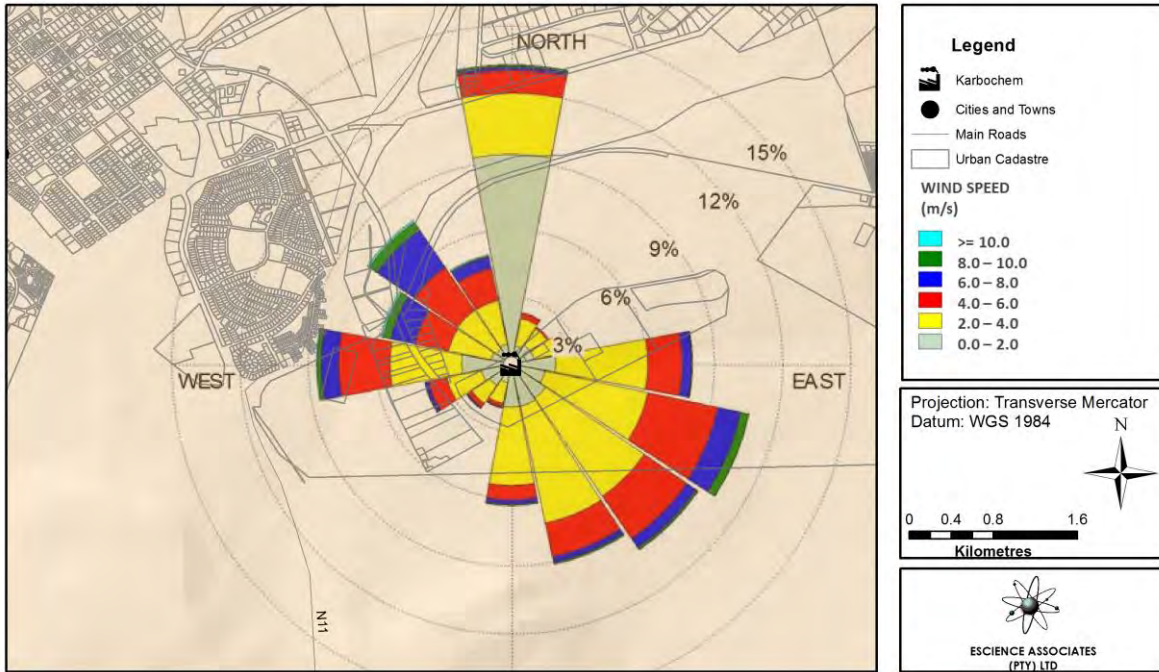 NORTH
15%
12%
9%
6%
3%
WEST
EAST
N11
Legend
Karbochem
Cities and Towns
Main Roads
Urban Cadastre
WIND SPEED
(m/s)
>= 10.0
8.0 – 10.0
6.0 – 8.0
4.0 – 6.0
2.0 – 4.0
0.0 – 2.0
Projection: Transverse Mercator
Datum: WGS 1984
N
0 0.4 0.8 1.6
Kilometres
ESCIENCE ASSOCIATES
(PTY) LTD